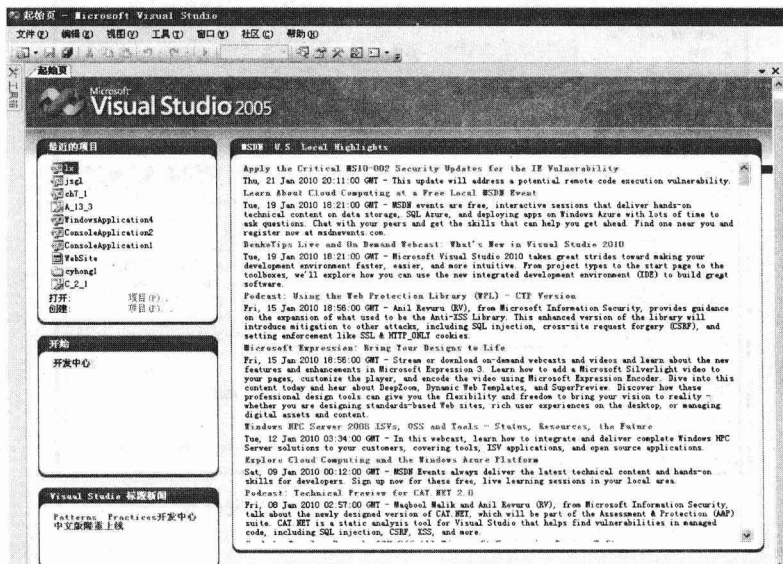 起始页 - Microsoft Visual Studio
文件(F) 编辑(E) 视图(V) 工具(T) 窗口(W) 社区(C) 帮助(H)
工具箱
起始页
Microsoft
Visual Studio 2005
最近的项目
lx
jsgl
ch7_1
A_13_3
WindowsApplication4
ConsoleApplication2
ConsoleApplication1
WebSite
cyhong1
C_2_1
打开: 项目(P)...
创建: 项目(P)...
开始
开发中心
Visual Studio 标题新闻
Patterns Practices开发中心
中文版隆重上线
MSDN: U.S. Local Highlights
Apply the Critical MS10-002 Security Updates for the IE Vulnerability
Thu, 21 Jan 2010 20:11:00 GMT - This update will address a potential remote code execution vulnerability.
Learn About Cloud Computing at a Free Local MSDN Event
Tue, 19 Jan 2010 18:21:00 GMT - MSDN events are free, interactive sessions that deliver hands-on
technical content on data storage, SQL Azure, and deploying apps on Windows Azure with lots of time to
ask questions. Chat with your peers and get the skills that can help you get ahead. Find one near you and
register now at msdnevents.com.
BenkoTips Live and On Demand Webcast: What's New in Visual Studio 2010
Tue, 19 Jan 2010 18:21:00 GMT - Microsoft Visual Studio 2010 takes great strides toward making your
development environment faster, easier, and more intuitive. From project types to the start page to the
toolboxes, we'll explore how you can use the new integrated development environment (IDE) to build great
software.
Podcast: Using the Web Protection Library (WPL) - CTP Version
Fri, 15 Jan 2010 18:56:00 GMT - Anil Revuru (RV), from Microsoft Information Security, provides guidance
on the expansion of what used to be the Anti-XSS Library. This enhanced version of the library will
introduce mitigation to other attacks, including SQL injection, cross-site request forgery (CSRF), and
setting enforcement like SSL & HTTP_ONLY cookies.
Microsoft Expression: Bring Your Designs to Life
Fri, 15 Jan 2010 18:56:00 GMT - Stream or download on-demand webcasts and videos and learn about the new
features and enhancements in Microsoft Expression 3. Learn how to add a Microsoft Silverlight video to
your pages, customize the player, and encode the video using Microsoft Expression Encoder. Dive into this
content today and hear about DeepZoom, Dynamic Web Templates, and SuperPreview. Discover how these
professional design tools can give you the flexibility and freedom to bring your vision to reality -
whether you are designing standards-based Web sites, rich user experiences on the desktop, or managing
digital assets and content.
Windows HPC Server 2008 ISVs, OSS and Tools - Status, Resources, the Future
Tue, 12 Jan 2010 03:34:00 GMT - In this webcast, learn how to integrate and deliver complete Windows HPC
Server solutions to your customers, covering tools, ISV applications, and open source applications.
Explore Cloud Computing and the Windows Azure Platform
Sat, 09 Jan 2010 00:12:00 GMT - MSDN Events always deliver the latest technical content and hands-on
skills for developers. Sign up now for these free, live learning sessions in your local area.
Podcast: Technical Preview for CAT.NET 2.0
Fri, 08 Jan 2010 02:57:00 GMT - Maqbool Malik and Anil Revuru (RV), from Microsoft Information Security,
talk about the newly designed version of CAT.NET, which will be part of the Assessment & Protection (A&P)
suite. CAT.NET is a static analysis tool for Visual Studio that helps find vulnerabilities in managed
code, including SQL injection, CSRF, XSS, and more.